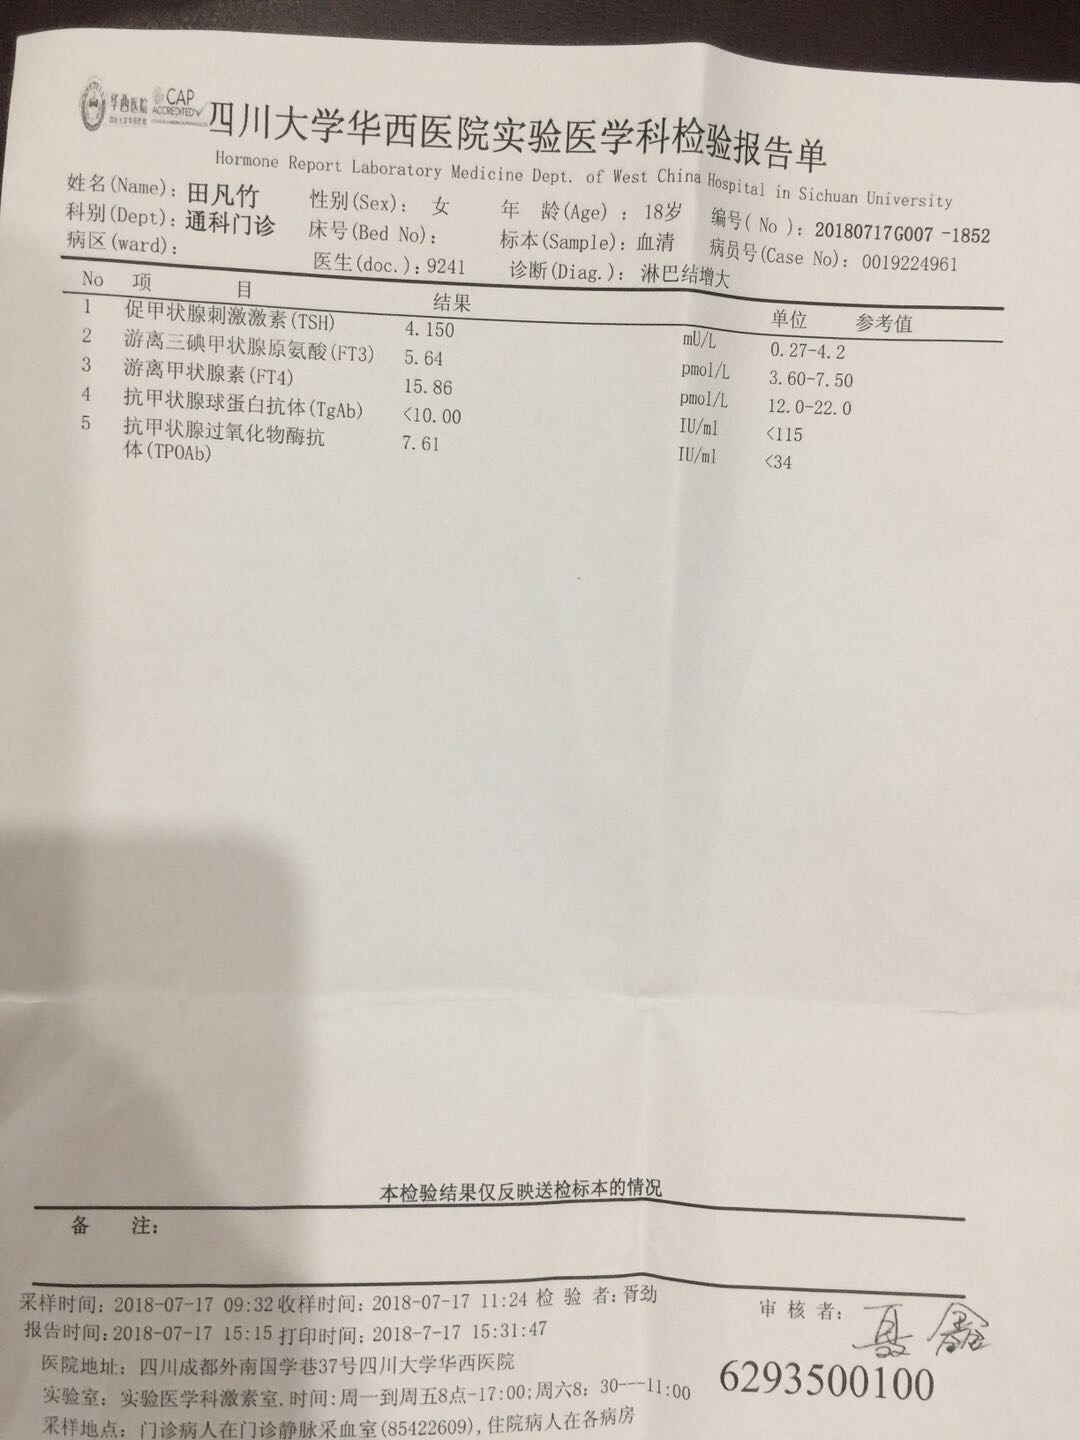 华西医院 CAP ACCREDITED
四川大学华西医院实验医学科检验报告单
Hormone Report Laboratory Medicine Dept. of West China Hospital in Sichuan University
姓名(Name): 田凡竹 性别(Sex): 女 年 龄(Age) : 18岁 编号( No ): 20180717G007 -1852
科别(Dept): 通科门诊 床号(Bed No): 标本(Sample): 血清 病员号(Case No): 0019224961
病区(ward): 医生(doc.): 9241 诊断(Diag.): 淋巴结增大
No 项 目 结果 单位 参考值
1 促甲状腺刺激激素(TSH) 4.150 mU/L 0.27-4.2
2 游离三碘甲状腺原氨酸(FT3) 5.64 pmol/L 3.60-7.50
3 游离甲状腺素(FT4) 15.86 pmol/L 12.0-22.0
4 抗甲状腺球蛋白抗体(TgAb) <10.00 IU/ml <115
5 抗甲状腺过氧化物酶抗 7.61 IU/ml <34
体(TPOAb)
本检验结果仅反映送检标本的情况
备 注:
采样时间: 2018-07-17 09:32 收样时间: 2018-07-17 11:24 检 验 者: 胥劲 审 核 者:
报告时间: 2018-07-17 15:15 打印时间: 2018-7-17 15:31:47
医院地址: 四川成都外南国学巷37号四川大学华西医院
6293500100
实验室: 实验医学科激素室. 时间:周一到周五8点-17:00;周六8: 30---11:00
采样地点: 门诊病人在门诊静脉采血室(85422609), 住院病人在各病房